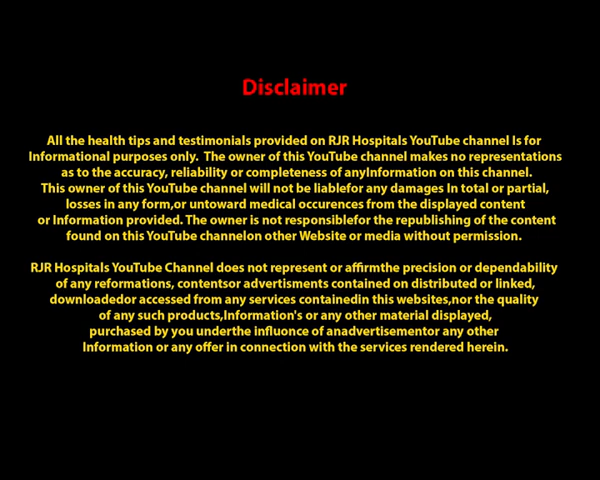 Disclaimer
All the health tips and testimonials provided on RJR Hospitals YouTube channel Is for
Informational purposes only. The owner of this YouTube channel makes no representations
as to the accuracy, reliability or completeness of anyInformation on this channel.
This owner of this YouTube channel will not be liablefor any damages In total or partial,
losses in any form,or untoward medical occurences from the displayed content
or Information provided. The owner is not responsiblefor the republishing of the content
found on this YouTube channelon other Website or media without permission.
RJR Hospitals YouTube Channel does not represent or affirmthe precision or dependability
of any reformations, contentsor advertisments contained on distributed or linked,
downloadedor accessed from any services containedin this websites,nor the quality
of any such products,Information's or any other material displayed,
purchased by you underthe influonce of anadvertisementor any other
Information or any offer in connection with the services rendered herein.